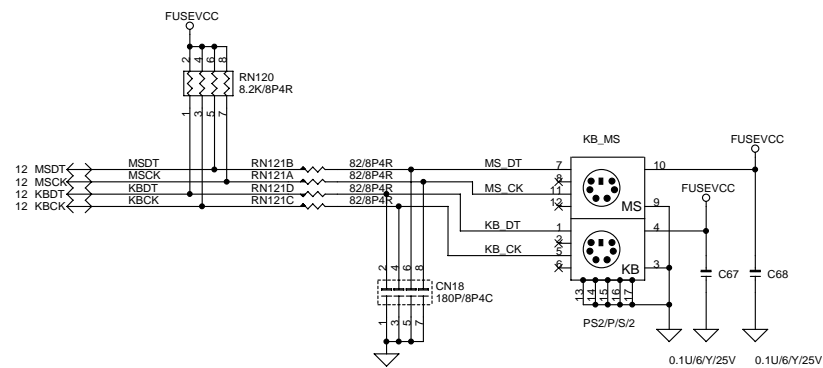 FUSEVCC
2 4 6 8
RN120
8.2K/8P4R
1 3 5 7
KB_MS
FUSEVCC
12 MSDT MSDT RN121B 82/8P4R MS_DT 7 10
12 MSCK MSCK RN121A 82/8P4R 8
12 KBDT KBDT RN121D 82/8P4R MS_CK 11 FUSEVCC
12 KBCK KBCK RN121C 82/8P4R 12 MS 9
KB_DT 1 4
2
KB_CK 5
6 KB 3
2 4 6 8
CN18
180P/8P4C
1 3 5 7
C67 C68
13 14 15 16 17
PS2/P/S/2
0.1U/6/Y/25V 0.1U/6/Y/25V